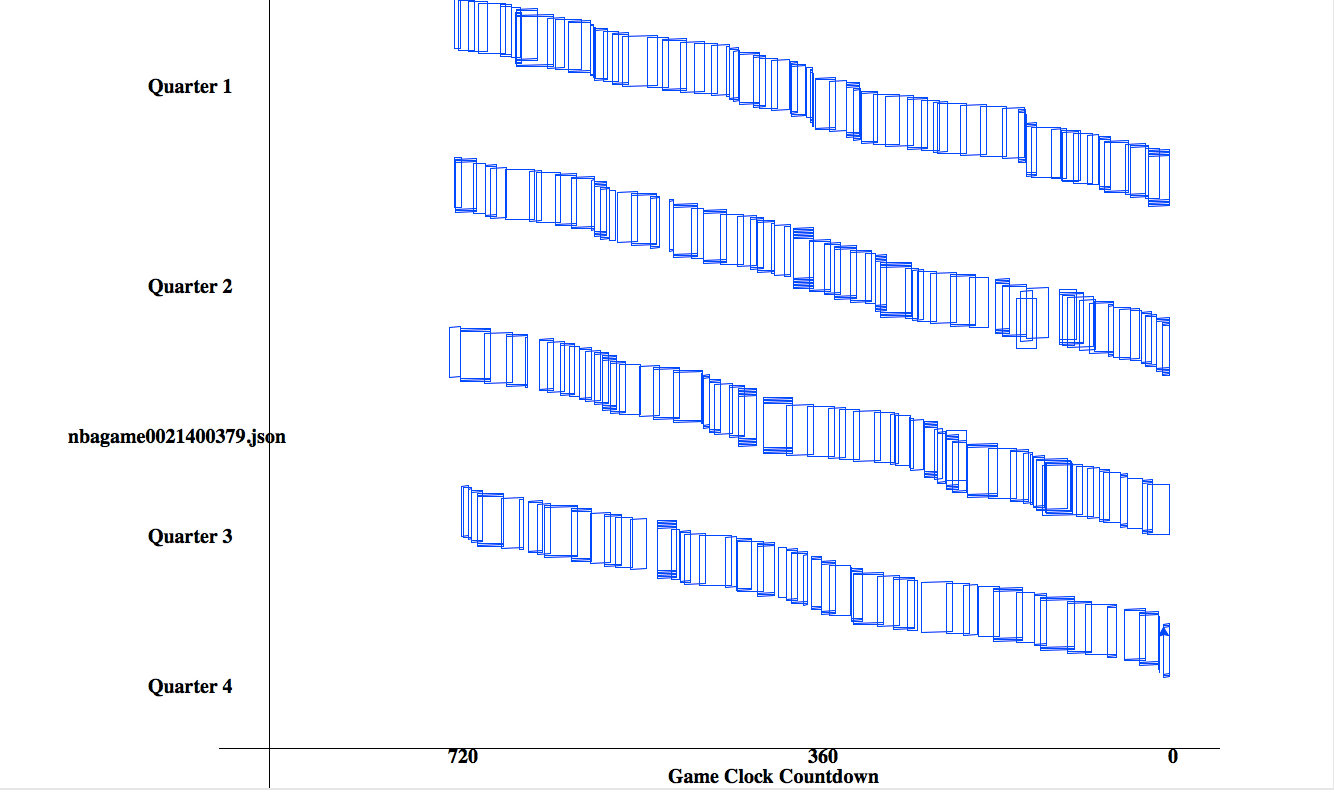 Quarter 1
Quarter 2
nbagame0021400379.json
Quarter 3
Quarter 4
720 360 0
Game Clock Countdown